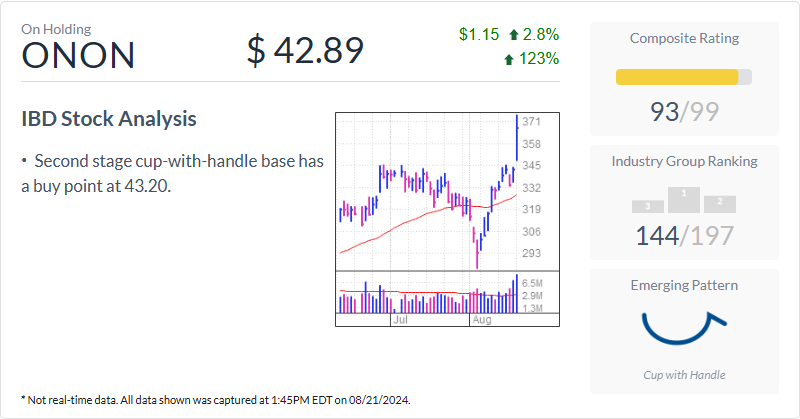 On Holding
ONON
$ 42.89
$1.15 2.8%
123%
IBD Stock Analysis
• Second stage cup-with-handle base has
a buy point at 43.20.
371
358
345
332
319
306
293
6.5M
2.9M
1.3M
Jul Aug
Composite Rating
93/99
Industry Group Ranking
3 1 2
144/197
Emerging Pattern
Cup with Handle
* Not real-time data. All data shown was captured at 1:45PM EDT on 08/21/2024.